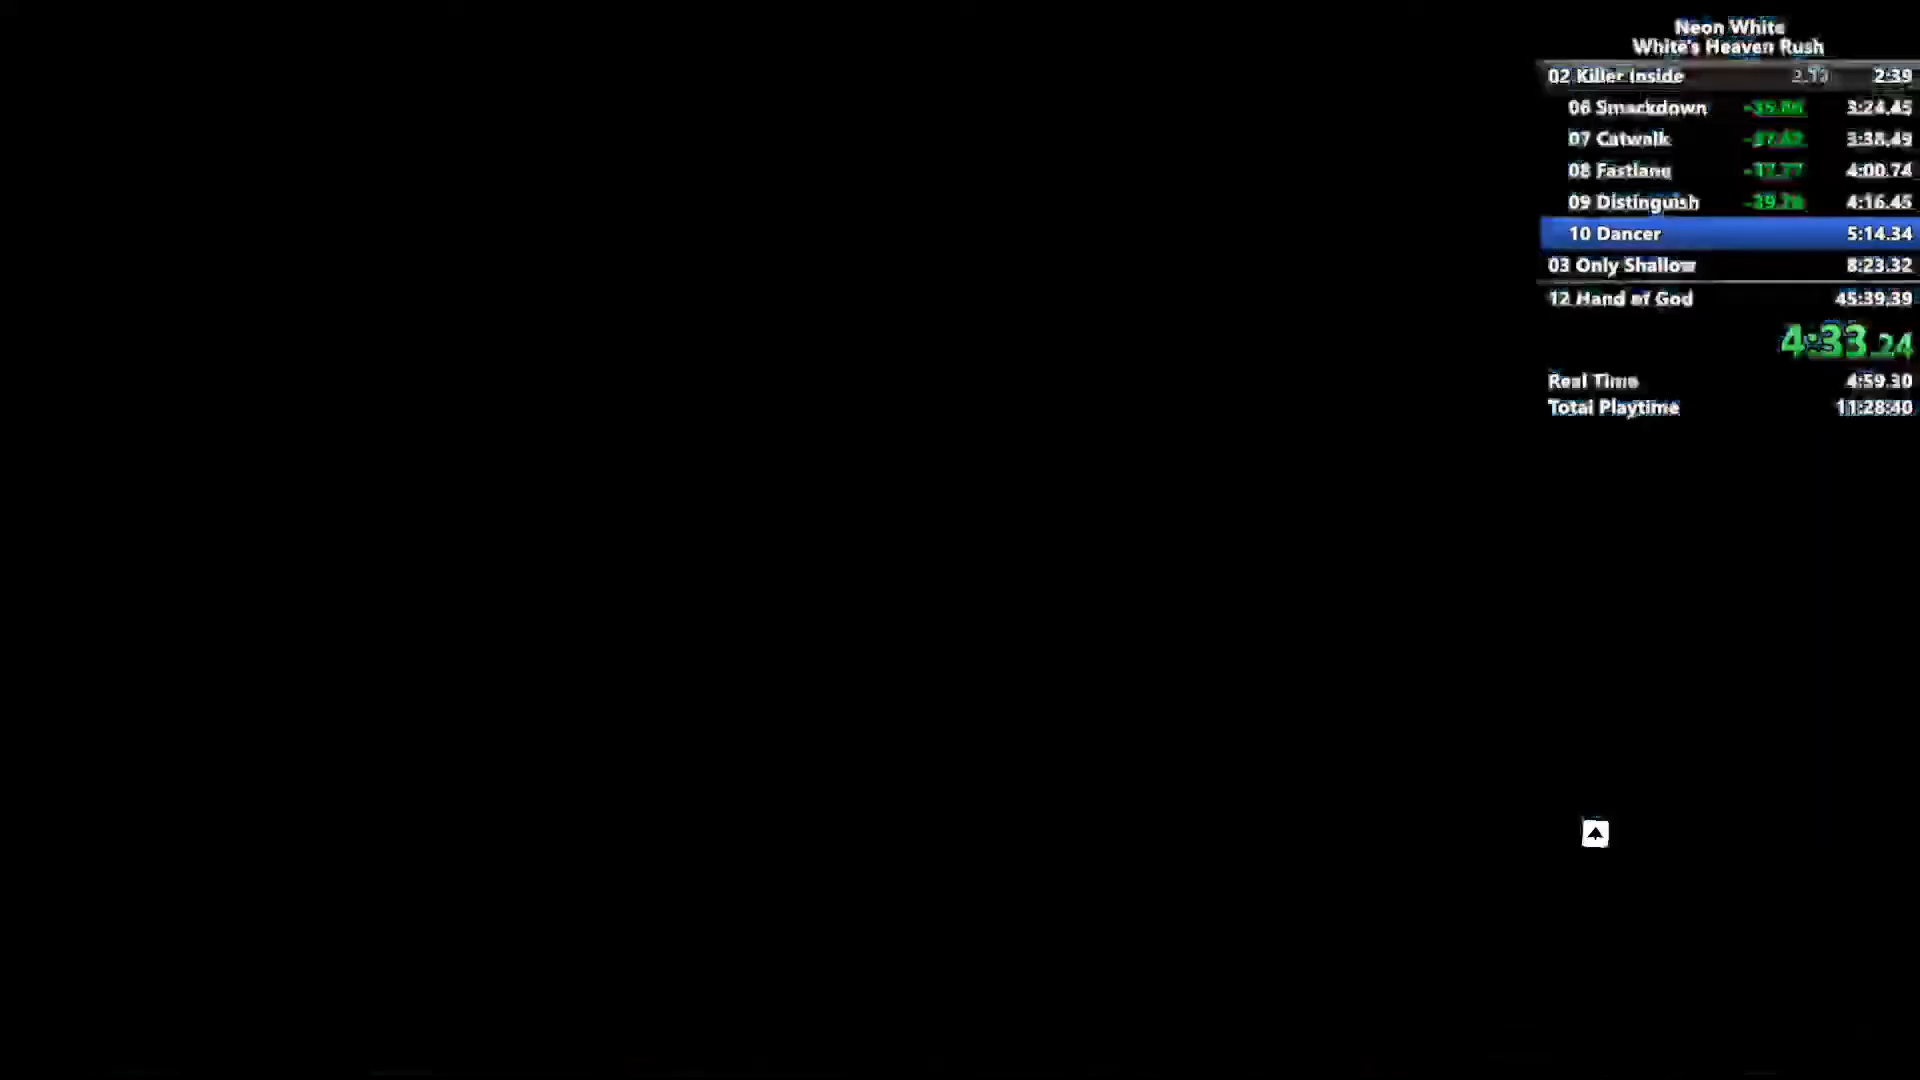 Neon White
White's Heaven Rush
02 Killer Inside 2:39
06 Smackdown 3:24.45
07 Catwalk 3:38.49
08 Fastlane 4:00.74
09 Distinguish 4:16.45
10 Dancer 5:14.34
03 Only Shallow 8:23.32
12 Hand of God 45:39.39
4:33.24
Real Time 4:59.30
Total Playtime 11:28:40